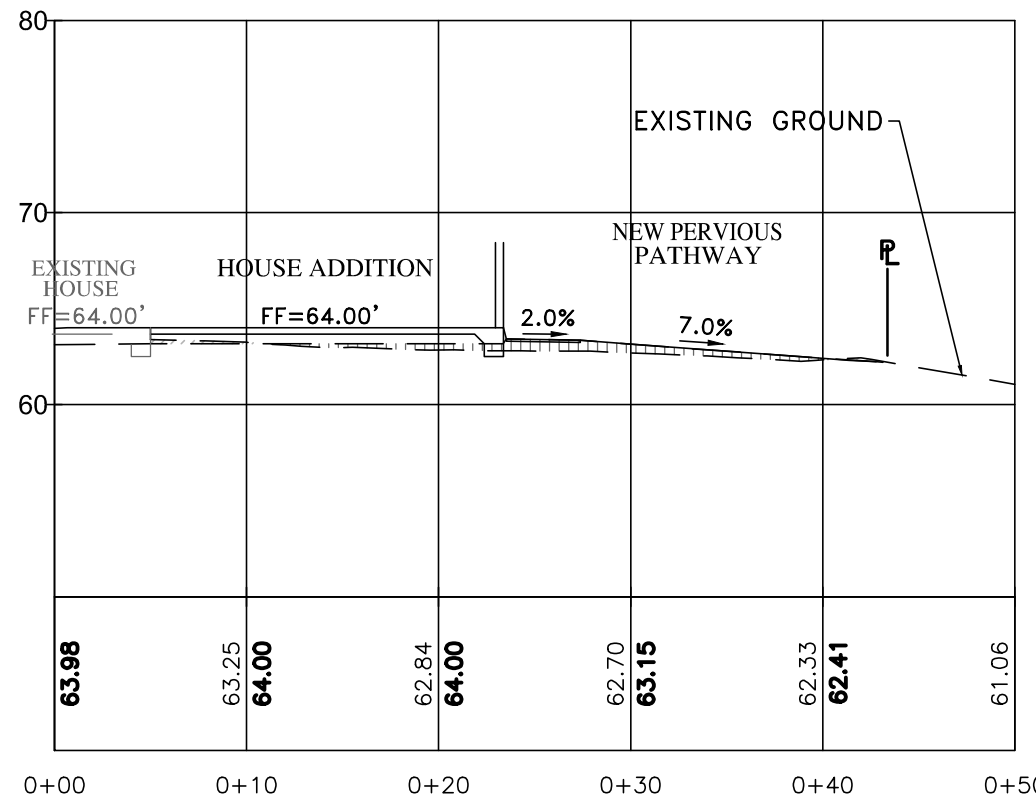 80
EXISTING GROUND
70
NEW PERVIOUS
PATHWAY
PL
EXISTING
HOUSE
FF=64.00'
HOUSE ADDITION
FF=64.00'
2.0%
7.0%
60
63.98
63.25
64.00
62.84
64.00
62.70
63.15
62.33
62.41
61.06
0+00
0+10
0+20
0+30
0+40
0+50